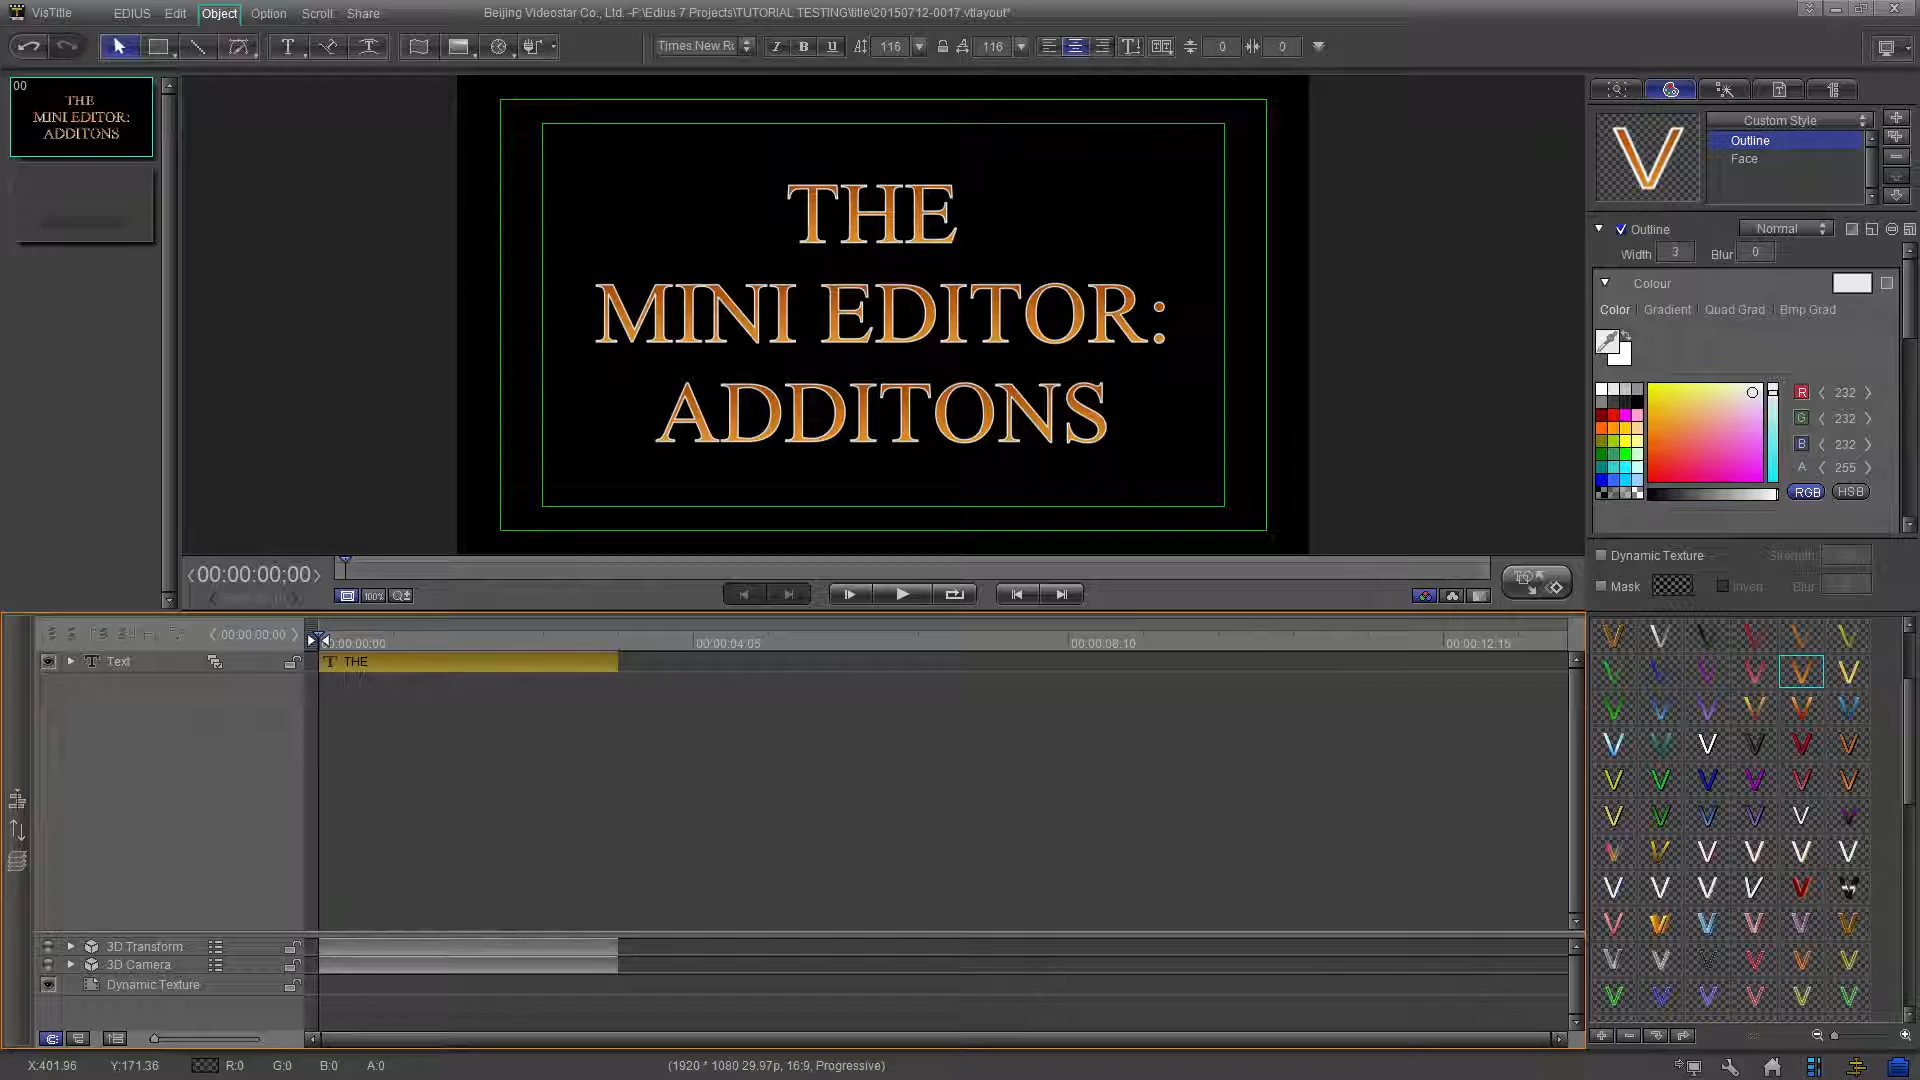 VisTitle EDIUS Edit Object Option Scroll Share Beijing Videostar Co., Ltd. -F:\Edius 7 Projects\TUTORIAL TESTING\title\20150712-0017.vtlayout*
T T T Times New Ro I B U 116 116 0 0
00
THE
MINI EDITOR:
ADDITONS
THE
MINI EDITOR:
ADDITONS
Custom Style
Outline
Face
Outline Normal
Width 3 Blur 0
Colour
Color Gradient Quad Grad Bmp Grad
R 232
G 232
B 232
A 255
RGB HSB
00:00:00;00
100%
Dynamic Texture Strength
Mask Invert Blur
00:00:00;00 00:00:00;00 00:00:04;05 00:00:08;10 00:00:12;15
T Text T THE
3D Transform
3D Camera
Dynamic Texture
X:401.96 Y:171.36 R:0 G:0 B:0 A:0 (1920 * 1080 29.97p, 16:9, Progressive)